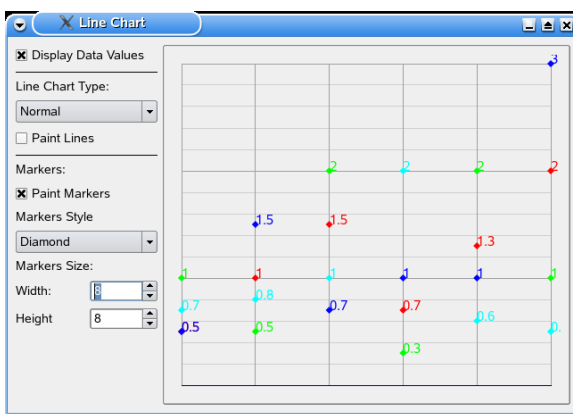 Line Chart
Display Data Values
Line Chart Type:
Normal
Paint Lines
Markers:
Paint Markers
Markers Style
Diamond
Markers Size:
Width: 8
Height 8
3
2 2 2 2
1.5 1.5
1.3
1 1 1 1 1 1
0.8
0.7 0.7 0.7
0.6
0.5 0.5 0.
0.3